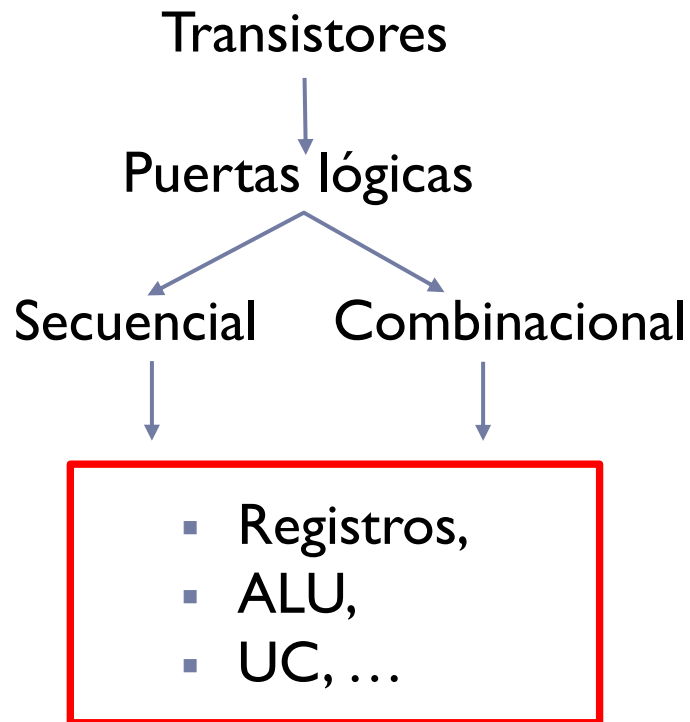 Transistores
Puertas lógicas
Secuencial Combinacional
▪ Registros,
▪ ALU,
▪ UC, …